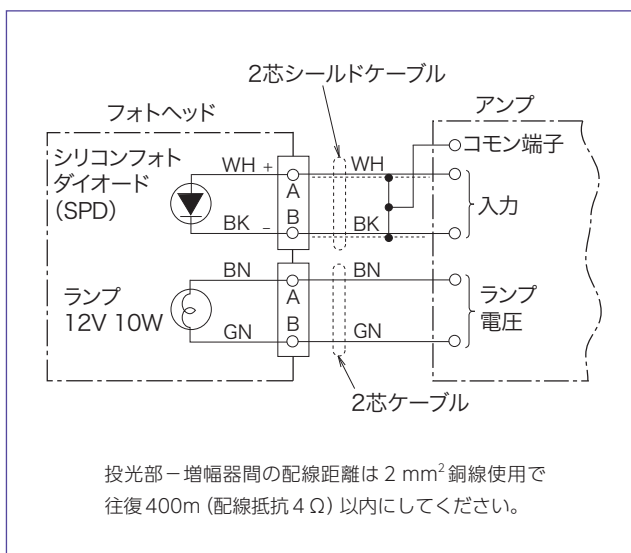 2芯シールドケーブル
フォトヘッド
アンプ
シリコンフォト
ダイオード
(SPD)
WH +
A
WH
コモン端子
B
BK −
BK
入力
ランプ
12V 10W
BN
A
BN
B
GN
GN
ランプ
電圧
2芯ケーブル
投光部−増幅器間の配線距離は 2 mm² 銅線使用で
往復400m (配線抵抗4Ω) 以内にしてください。